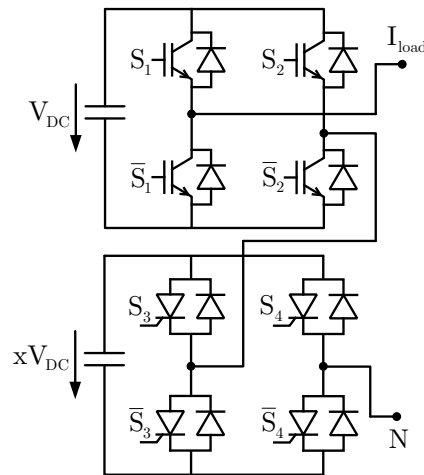 I_load
S_1
S_2
V_DC
S̅_1
S̅_2
S_3
S_4
xV_DC
S̅_3
S̅_4
N